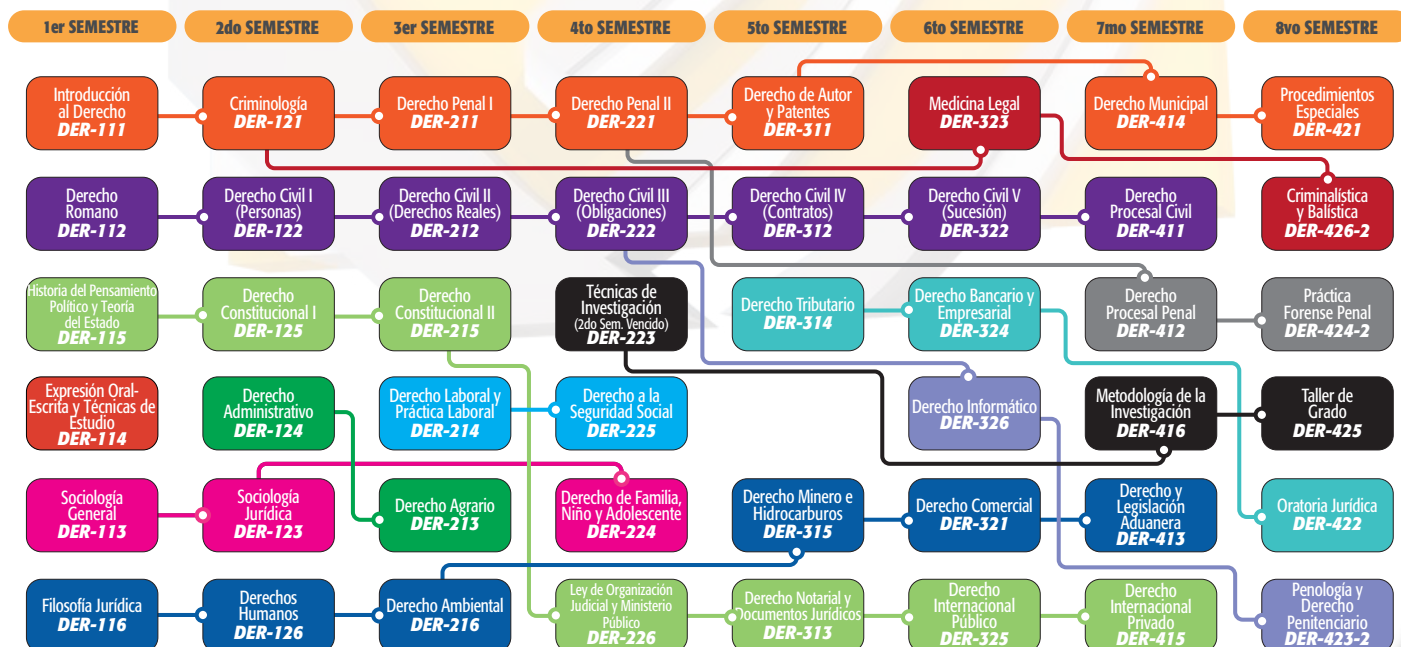 1er SEMESTRE
2do SEMESTRE
3er SEMESTRE
4to SEMESTRE
5to SEMESTRE
6to SEMESTRE
7mo SEMESTRE
8vo SEMESTRE
Introducción
al Derecho
DER-111
Criminología
DER-121
Derecho Penal I
DER-211
Derecho Penal II
DER-221
Derecho de Autor
y Patentes
DER-311
Medicina Legal
DER-323
Derecho Municipal
DER-414
Procedimientos
Especiales
DER-421
Derecho
Romano
DER-112
Derecho Civil I
(Personas)
DER-122
Derecho Civil II
(Derechos Reales)
DER-212
Derecho Civil III
(Obligaciones)
DER-222
Derecho Civil IV
(Contratos)
DER-312
Derecho Civil V
(Sucesión)
DER-322
Derecho
Procesal Civil
DER-411
Criminalística
y Balística
DER-426-2
Historia del Pensamiento
Político y Teoría
del Estado
DER-115
Derecho
Constitucional I
DER-125
Derecho
Constitucional II
DER-215
Técnicas de
Investigación
(2do Sem. Vencido)
DER-223
Derecho Tributario
DER-314
Derecho Bancario y
Empresarial
DER-324
Derecho
Procesal Penal
DER-412
Práctica
Forense Penal
DER-424-2
Expresión Oral-
Escrita y Técnicas de
Estudio
DER-114
Derecho
Administrativo
DER-124
Derecho Laboral y
Práctica Laboral
DER-214
Derecho a la
Seguridad Social
DER-225
Derecho Informático
DER-326
Metodología de la
Investigación
DER-416
Taller de
Grado
DER-425
Sociología
General
DER-113
Sociología
Jurídica
DER-123
Derecho Agrario
DER-213
Derecho de Familia,
Niño y Adolescente
DER-224
Derecho Minero e
Hidrocarburos
DER-315
Derecho Comercial
DER-321
Derecho y
Legislación
Aduanera
DER-413
Oratoria Jurídica
DER-422
Filosofía Jurídica
DER-116
Derechos
Humanos
DER-126
Derecho Ambiental
DER-216
Ley de Organización
Judicial y Ministerio
Público
DER-226
Derecho Notarial y
Documentos Jurídicos
DER-313
Derecho
Internacional
Público
DER-325
Derecho
Internacional
Privado
DER-415
Penología y
Derecho
Penitenciario
DER-423-2